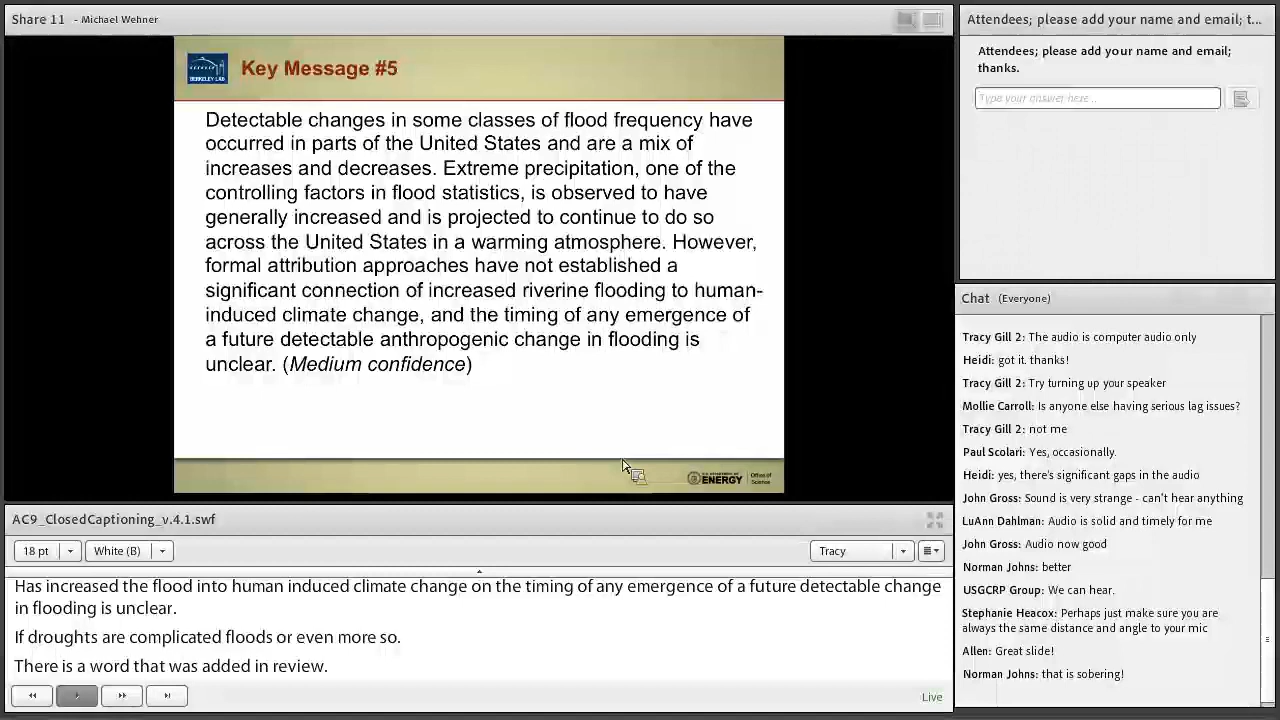 Share 11 - Michael Wehner
BERKELEY LAB
Key Message #5
Detectable changes in some classes of flood frequency have
occurred in parts of the United States and are a mix of
increases and decreases. Extreme precipitation, one of the
controlling factors in flood statistics, is observed to have
generally increased and is projected to continue to do so
across the United States in a warming atmosphere. However,
formal attribution approaches have not established a
significant connection of increased riverine flooding to human-
induced climate change, and the timing of any emergence of
a future detectable anthropogenic change in flooding is
unclear. (Medium confidence)
U.S. DEPARTMENT OF
ENERGY
Office of
Science
AC9_ClosedCaptioning_v.4.1.swf
18 pt
White (B)
Tracy
Has increased the flood into human induced climate change on the timing of any emergence of a future detectable change
in flooding is unclear.
If droughts are complicated floods or even more so.
There is a word that was added in review.
Live
Attendees; please add your name and email; t...
Attendees; please add your name and email;
thanks.
Type your answer here...
Chat (Everyone)
Tracy Gill 2: The audio is computer audio only
Heidi: got it. thanks!
Tracy Gill 2: Try turning up your speaker
Mollie Carroll: Is anyone else having serious lag issues?
Tracy Gill 2: not me
Paul Scolari: Yes, occasionally.
Heidi: yes, there's significant gaps in the audio
John Gross: Sound is very strange - can't hear anything
LuAnn Dahlman: Audio is solid and timely for me
John Gross: Audio now good
Norman Johns: better
USGCRP Group: We can hear.
Stephanie Heacox: Perhaps just make sure you are
always the same distance and angle to your mic
Allen: Great slide!
Norman Johns: that is sobering!